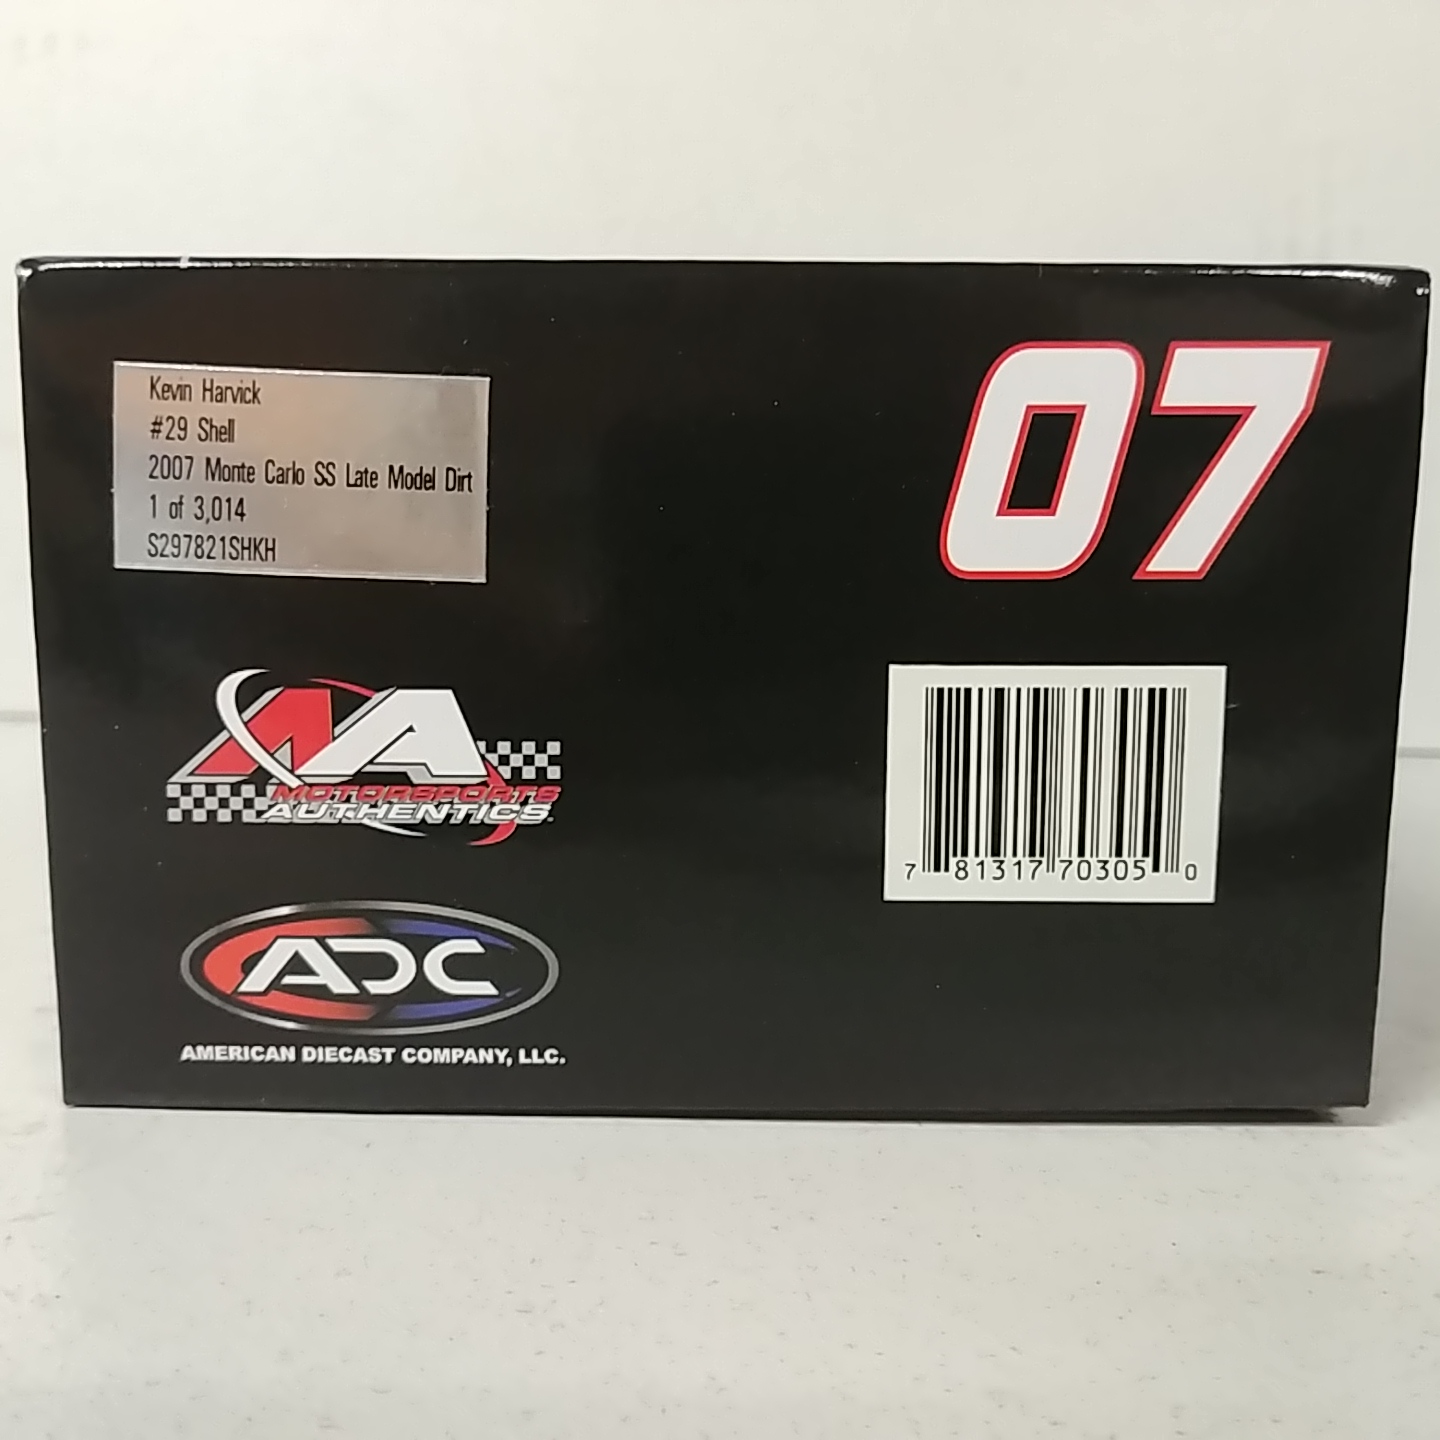 Kevin Harvick
#29 Shell
2007 Monte Carlo SS Late Model Dirt
1 of 3,014
S297821SHKH
07
MA
MOTORSPORTS
AUTHENTICS
7 81317 70305 0
ADC
AMERICAN DIECAST COMPANY, LLC.